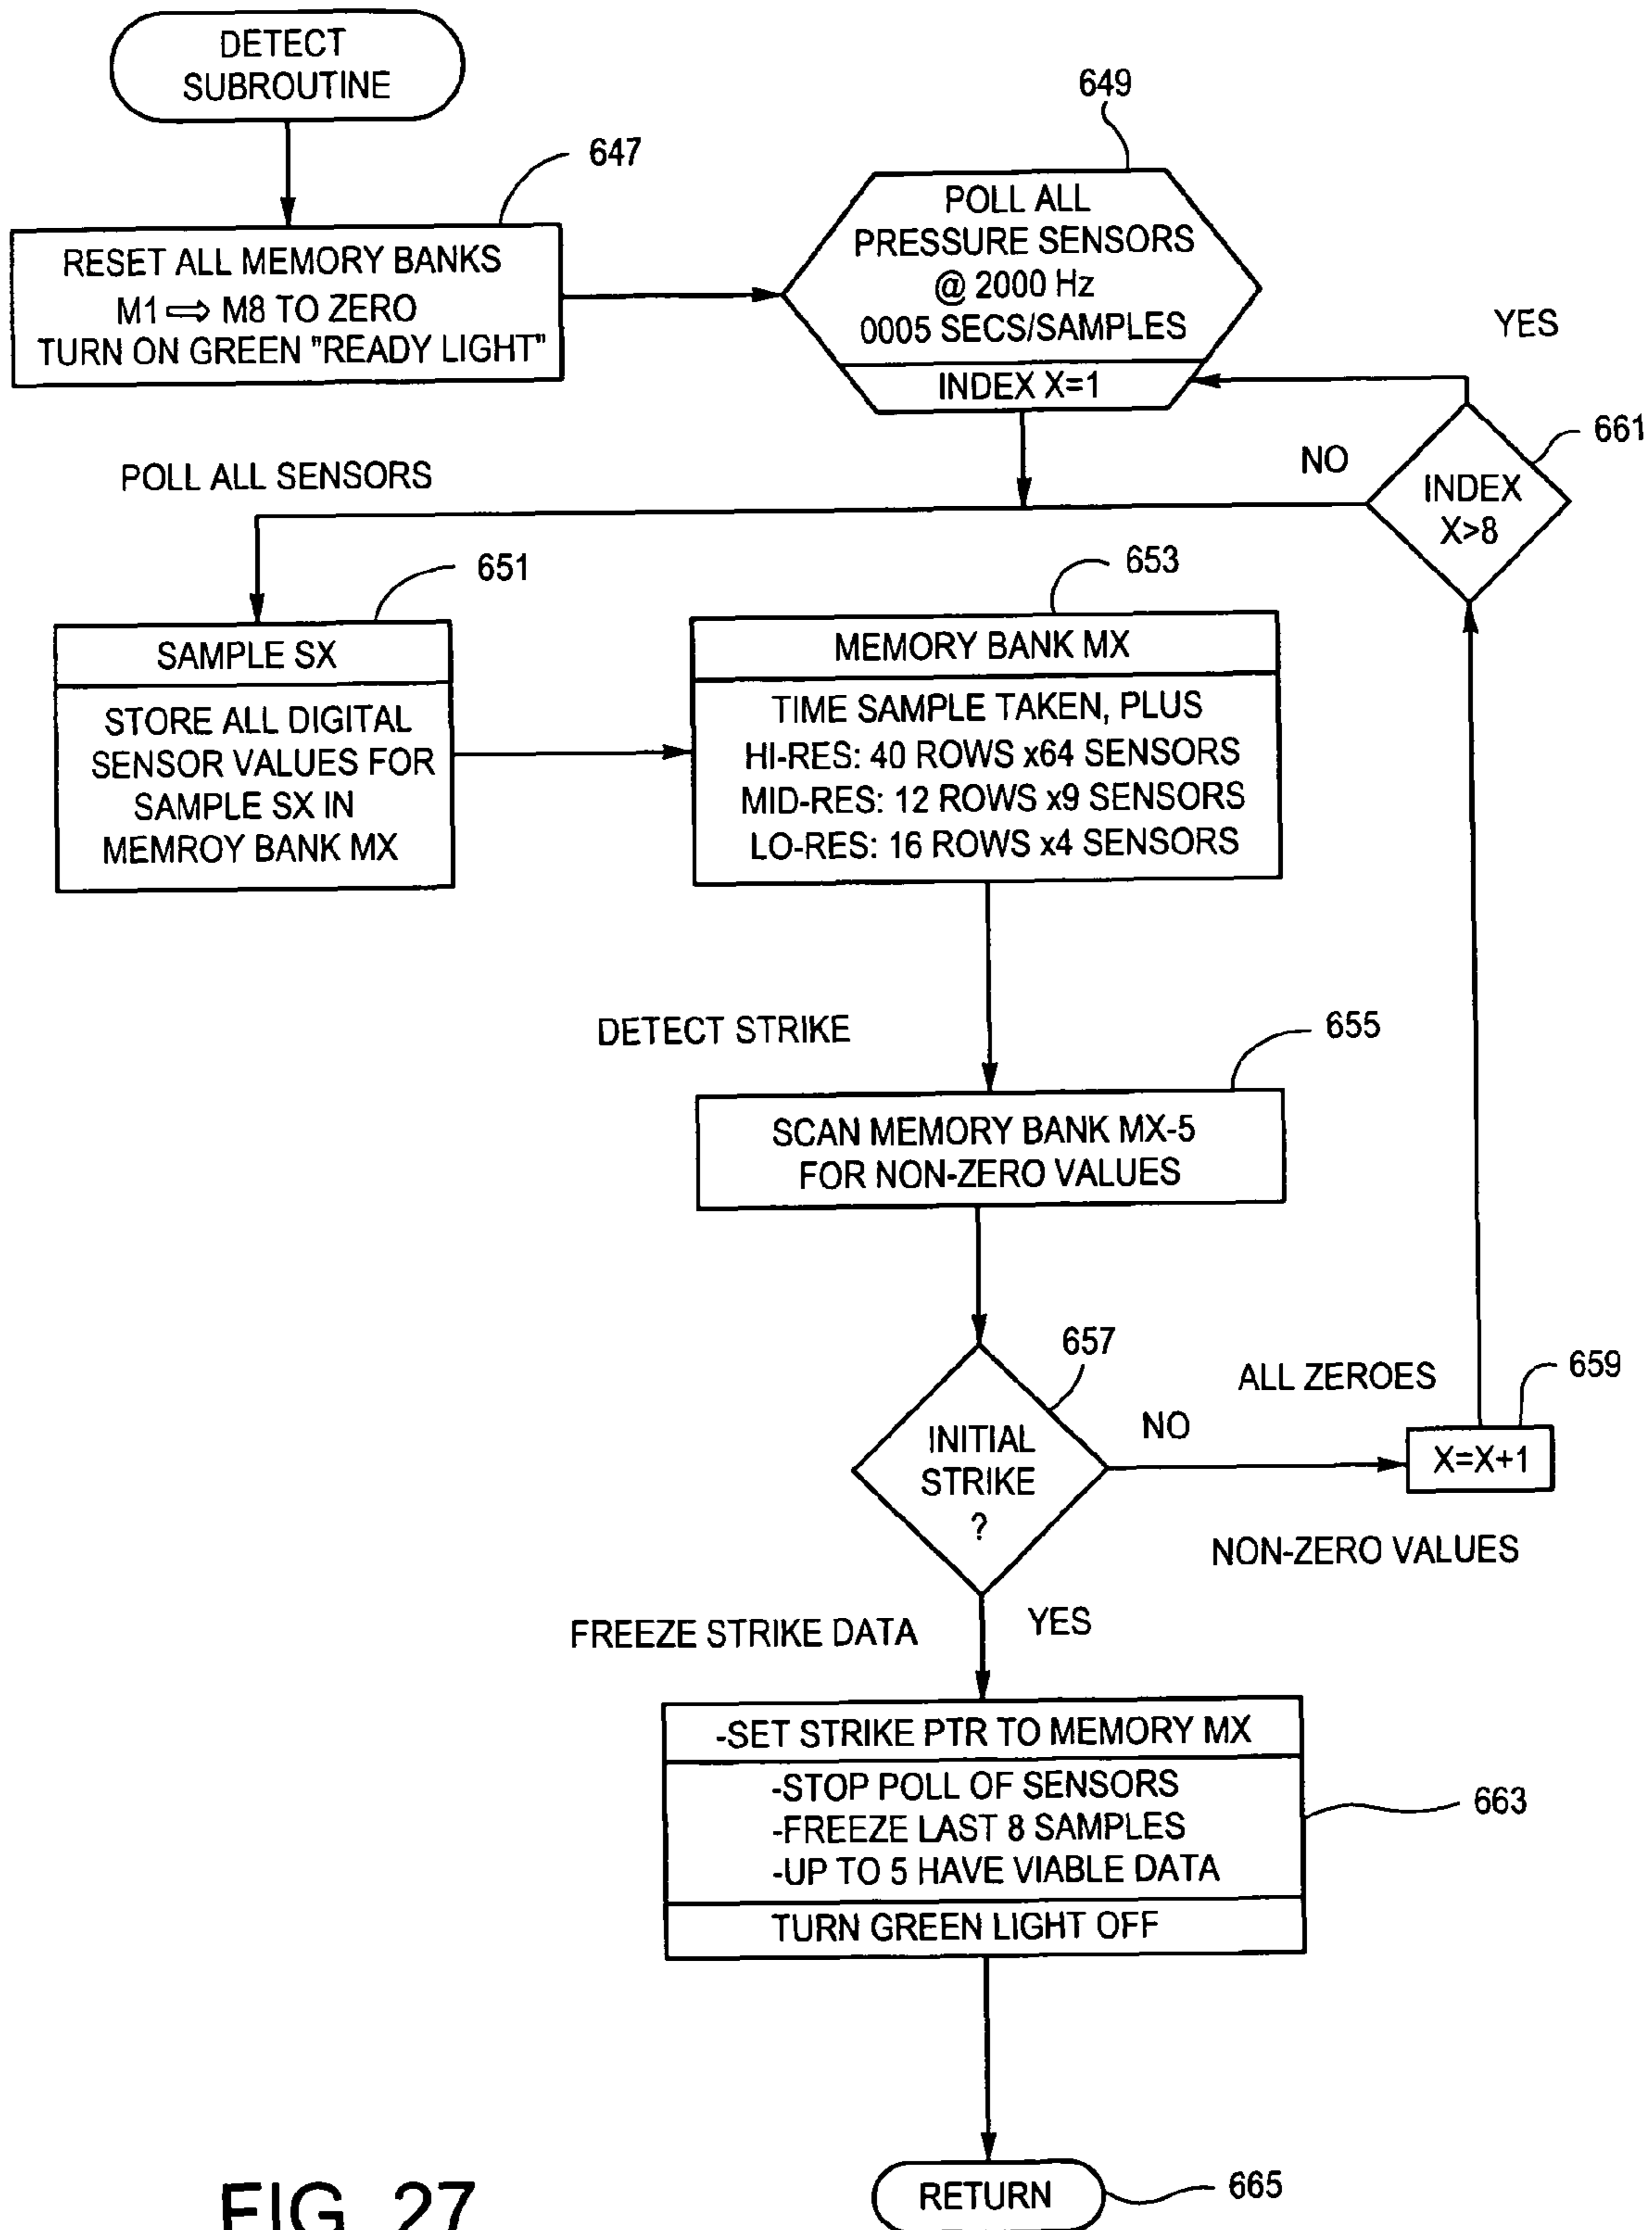 DETECT
SUBROUTINE
647
RESET ALL MEMORY BANKS
M1 ⇒ M8 TO ZERO
TURN ON GREEN "READY LIGHT"
649
POLL ALL
PRESSURE SENSORS
@ 2000 Hz
0005 SECS/SAMPLES
INDEX X=1
YES
661
NO
INDEX
X>8
POLL ALL SENSORS
651
SAMPLE SX
STORE ALL DIGITAL
SENSOR VALUES FOR
SAMPLE SX IN
MEMROY BANK MX
653
MEMORY BANK MX
TIME SAMPLE TAKEN, PLUS
HI-RES: 40 ROWS x64 SENSORS
MID-RES: 12 ROWS x9 SENSORS
LO-RES: 16 ROWS x4 SENSORS
DETECT STRIKE
655
SCAN MEMORY BANK MX-5
FOR NON-ZERO VALUES
657
INITIAL
STRIKE
?
NO
ALL ZEROES
659
X=X+1
NON-ZERO VALUES
FREEZE STRIKE DATA
YES
-SET STRIKE PTR TO MEMORY MX
-STOP POLL OF SENSORS
-FREEZE LAST 8 SAMPLES
-UP TO 5 HAVE VIABLE DATA
TURN GREEN LIGHT OFF
663
RETURN
665
FIG. 27